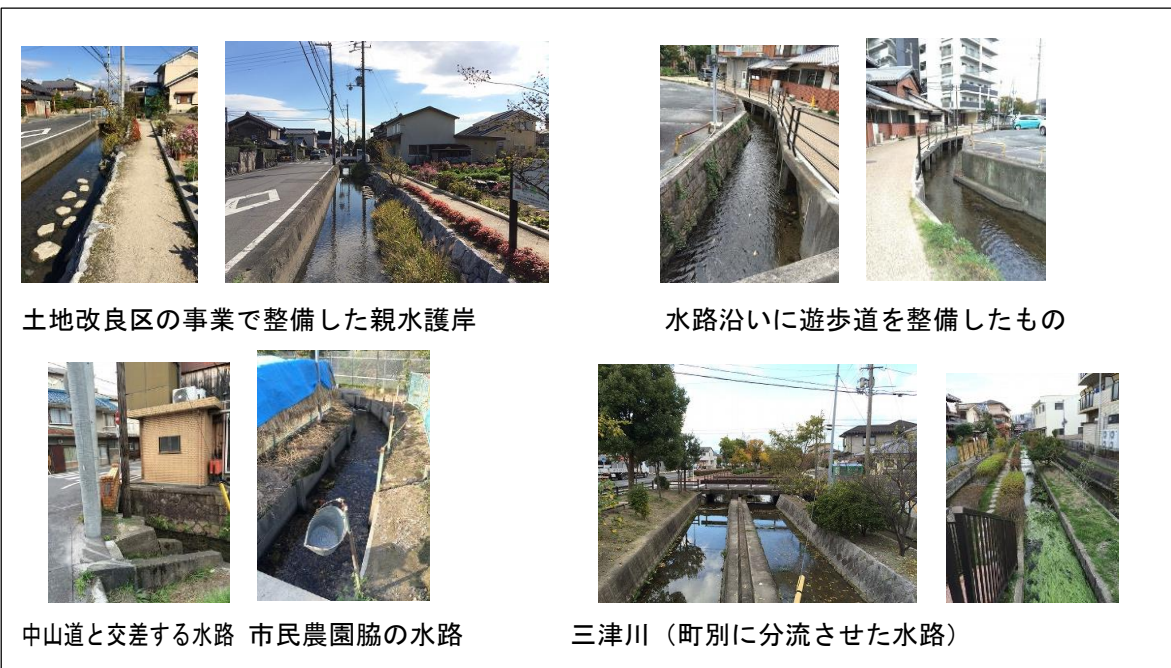 土地改良区の事業で整備した親水護岸
水路沿いに遊歩道を整備したもの
中山道と交差する水路
市民農園脇の水路
三津川（町別に分流させた水路）